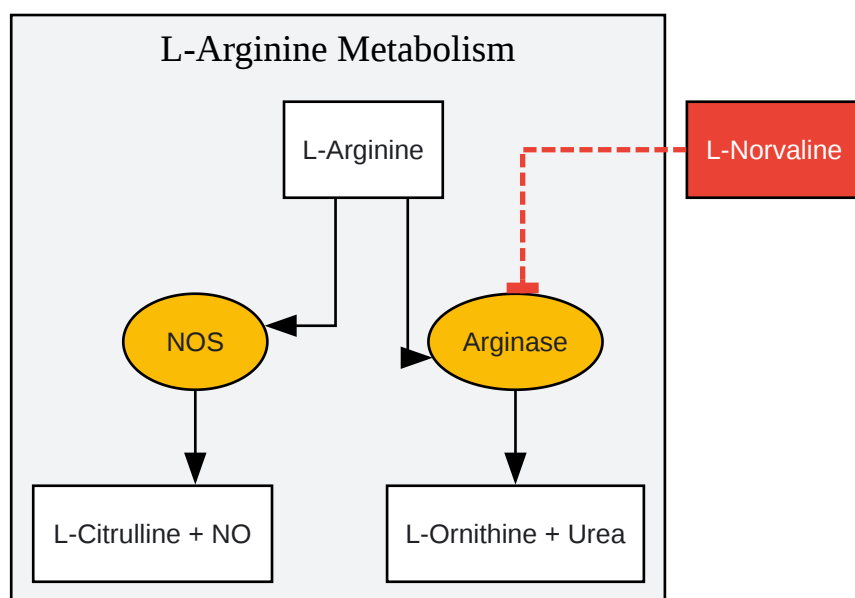 L-Arginine Metabolism
L-Arginine
L-Norvaline
NOS
Arginase
L-Citrulline + NO
L-Ornithine + Urea